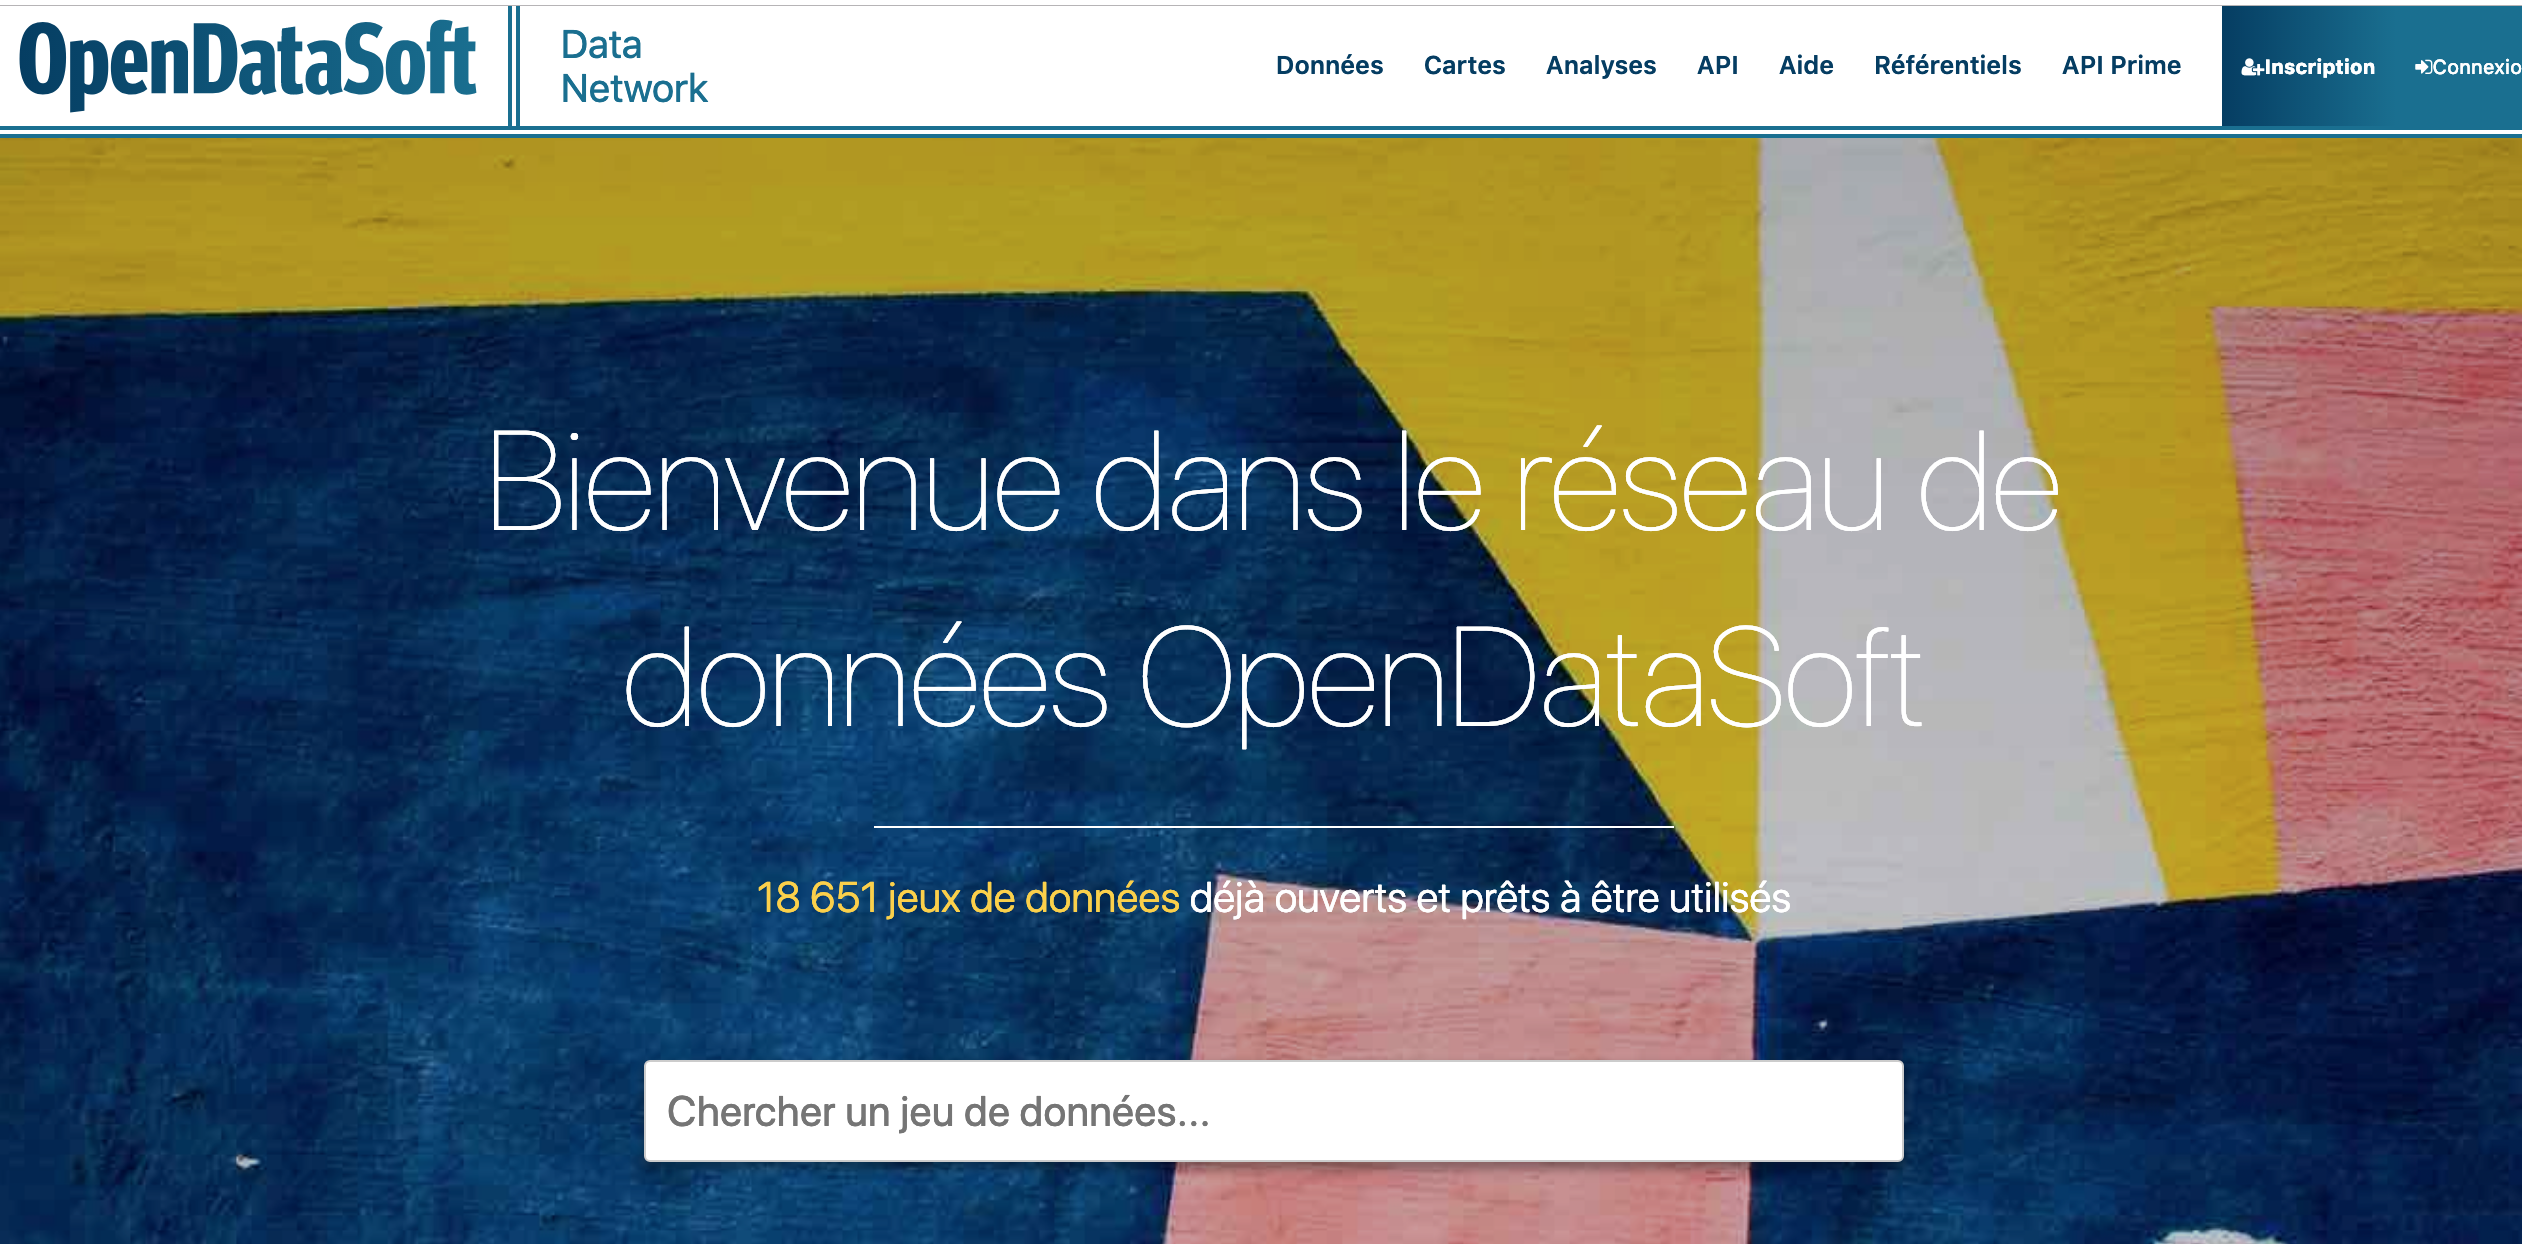 OpenDataSoft
Data
Network
Données Cartes Analyses API Aide Référentiels API Prime Inscription Connexio
Bienvenue dans le réseau de
données OpenDataSoft
18 651 jeux de données déjà ouverts et prêts à être utilisés
Chercher un jeu de données...